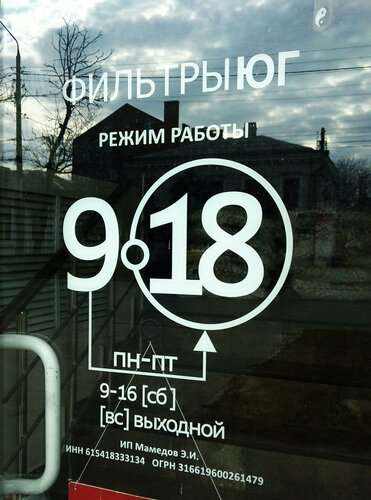 ФИЛЬТРЫЮГ
РЕЖИМ РАБОТЫ
9 18
ПН-ПТ
9-16 [сб]
[вс] выходной
ИП Мамедов Э.И.
ИНН 615418333134 ОГРН 316619600261479